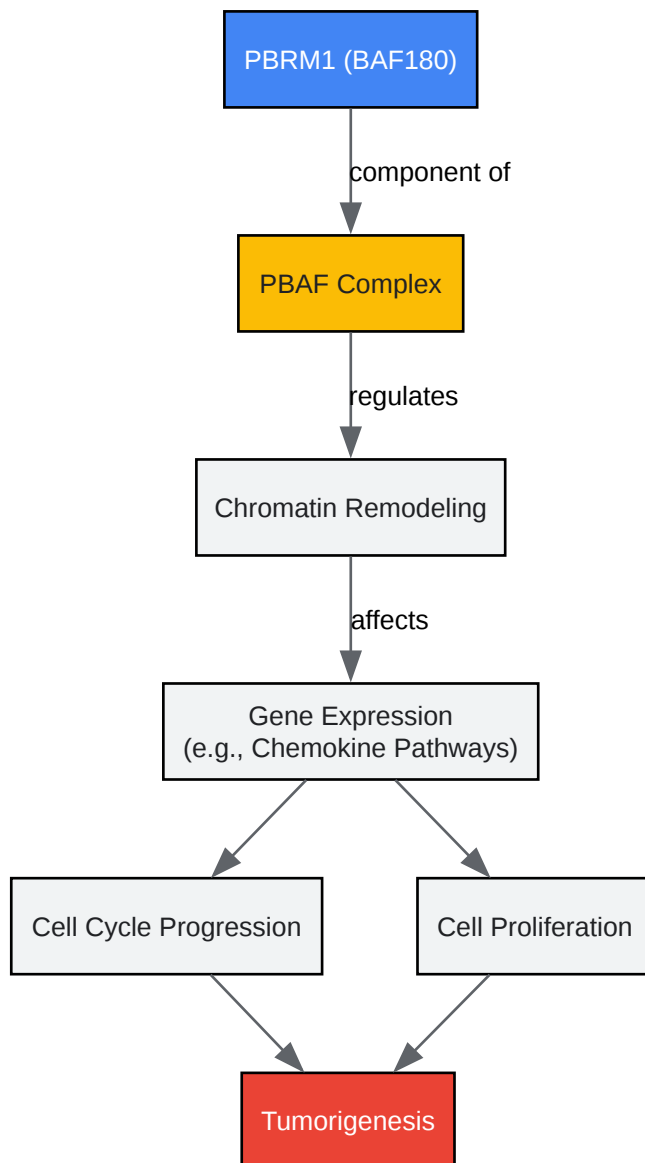 PBRM1 (BAF180)
component of
PBAF Complex
regulates
Chromatin Remodeling
affects
Gene Expression
(e.g., Chemokine Pathways)
Cell Cycle Progression
Cell Proliferation
Tumorigenesis